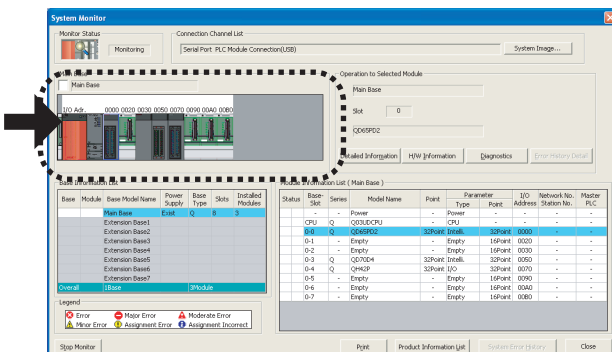 System Monitor
Monitor Status
Monitoring
Connection Channel List
Serial Port PLC Module Connection(USB)
System Image...
Main Base
Main Base
I/O Adr. 0000 0020 0030 0050 0070 0090 00A0 00B0
Operation to Selected Module
Main Base
Slot 0
QD65PD2
Detailed Information H/W Information Diagnostics Error History Detail
Base Information List
Base Module Base Model Name Power Supply Base Type Slots Installed Modules
Main Base Exist Q 8 3
Extension Base1
Extension Base2
Extension Base3
Extension Base4
Extension Base5
Extension Base6
Extension Base7
Overall 1Base 3Module
Module Information List ( Main Base )
Status Base-Slot Model Name Point Parameter Type Point I/O Address Network No. Station No. Master PLC
- - Power - Power - - - -
CPU Q Q03UDCPU - CPU - - - -
0-0 Q QD65PD2 32Point Intelli. 32Point 0000 - -
0-1 - Empty - Empty 16Point 0020 - -
0-2 - Empty - Empty 16Point 0030 - -
0-3 Q QD70D4 32Point Intelli. 32Point 0050 - -
0-4 Q QH42P 32Point I/O 32Point 0070 - -
0-5 - Empty - Empty 16Point 0090 - -
0-6 - Empty - Empty 16Point 00A0 - -
0-7 - Empty - Empty 16Point 00B0 - -
Legend
Error Major Error Moderate Error
Minor Error Assignment Error Assignment Incorrect
Stop Monitor
Print Product Information List System Error History Close